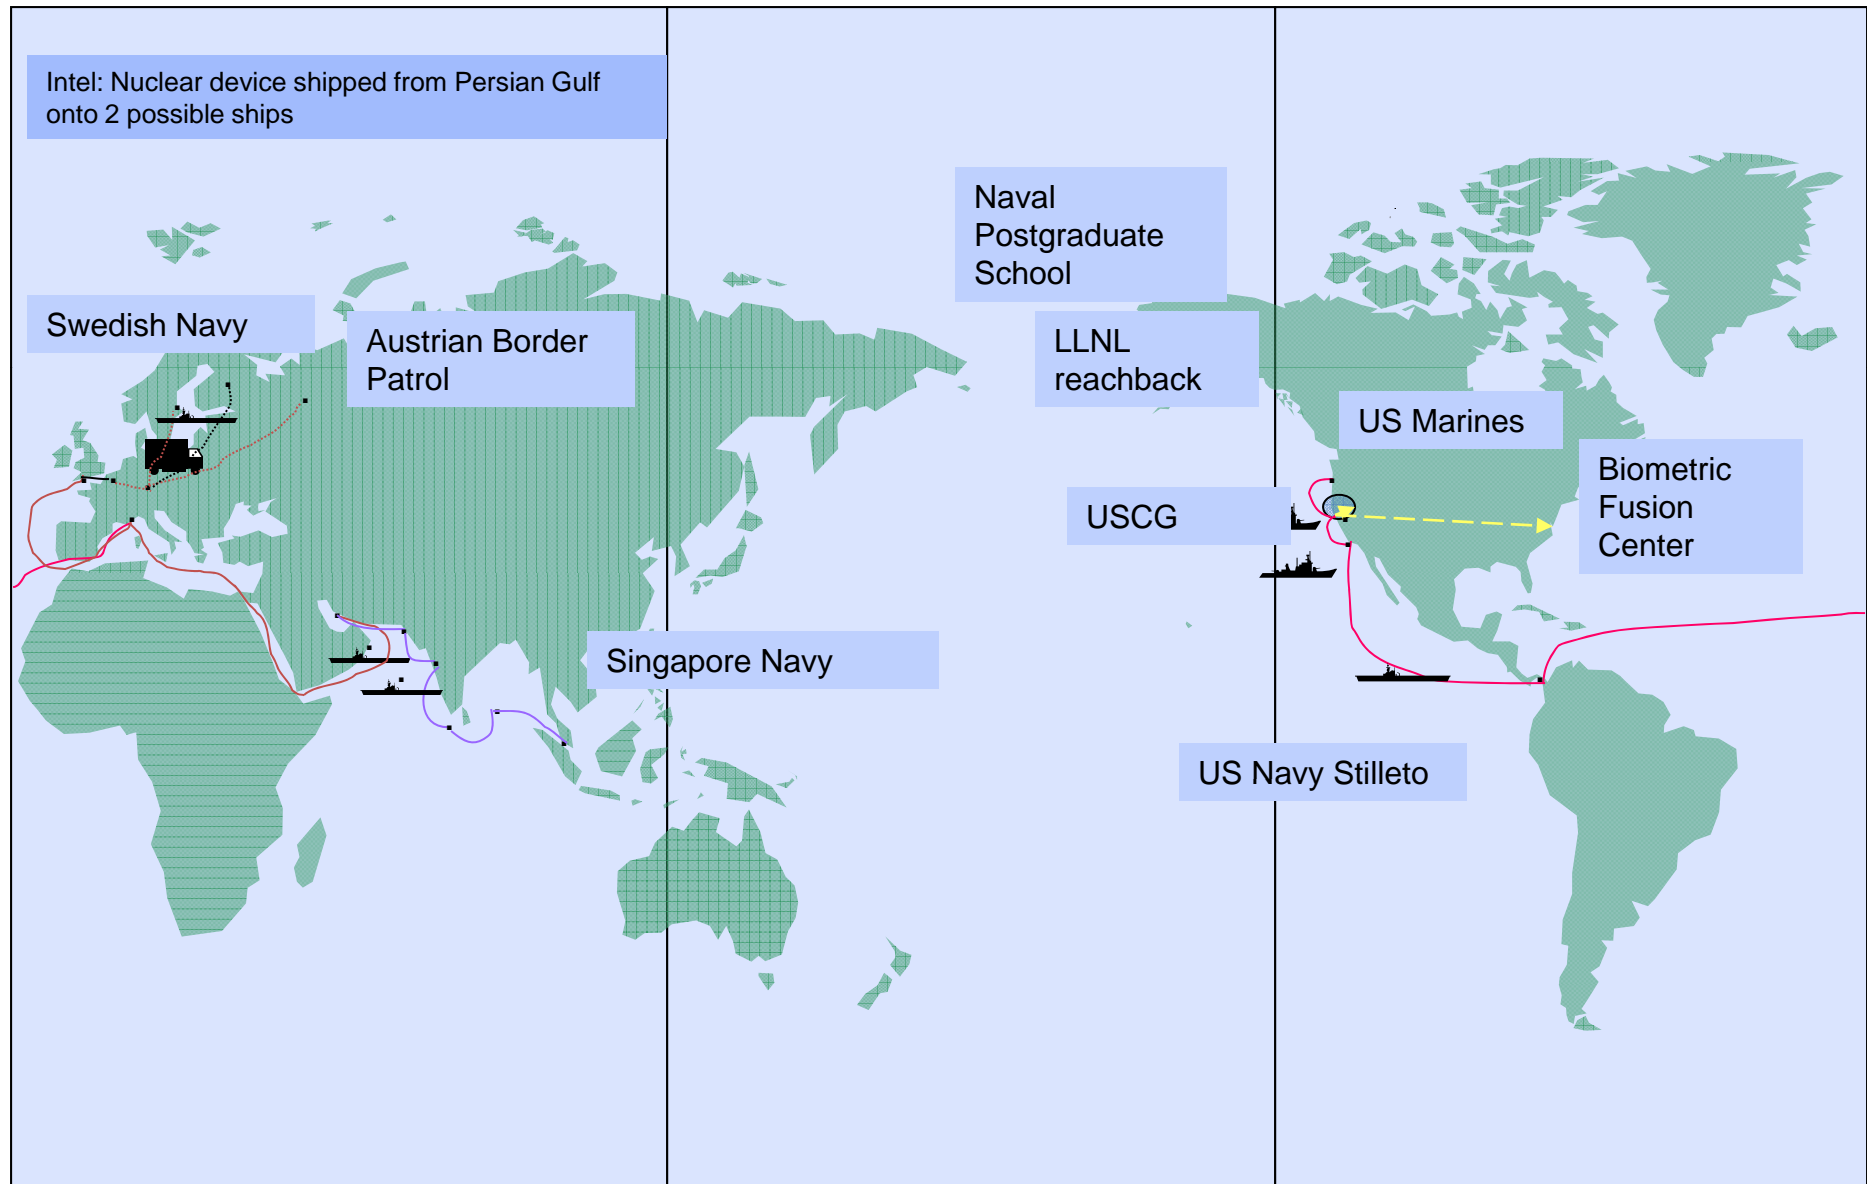 Intel: Nuclear device shipped from Persian Gulf
onto 2 possible ships
Naval
Postgraduate
School
Swedish Navy
Austrian Border
Patrol
LLNL
reachback
US Marines
Biometric
Fusion
Center
USCG
Singapore Navy
US Navy Stilleto